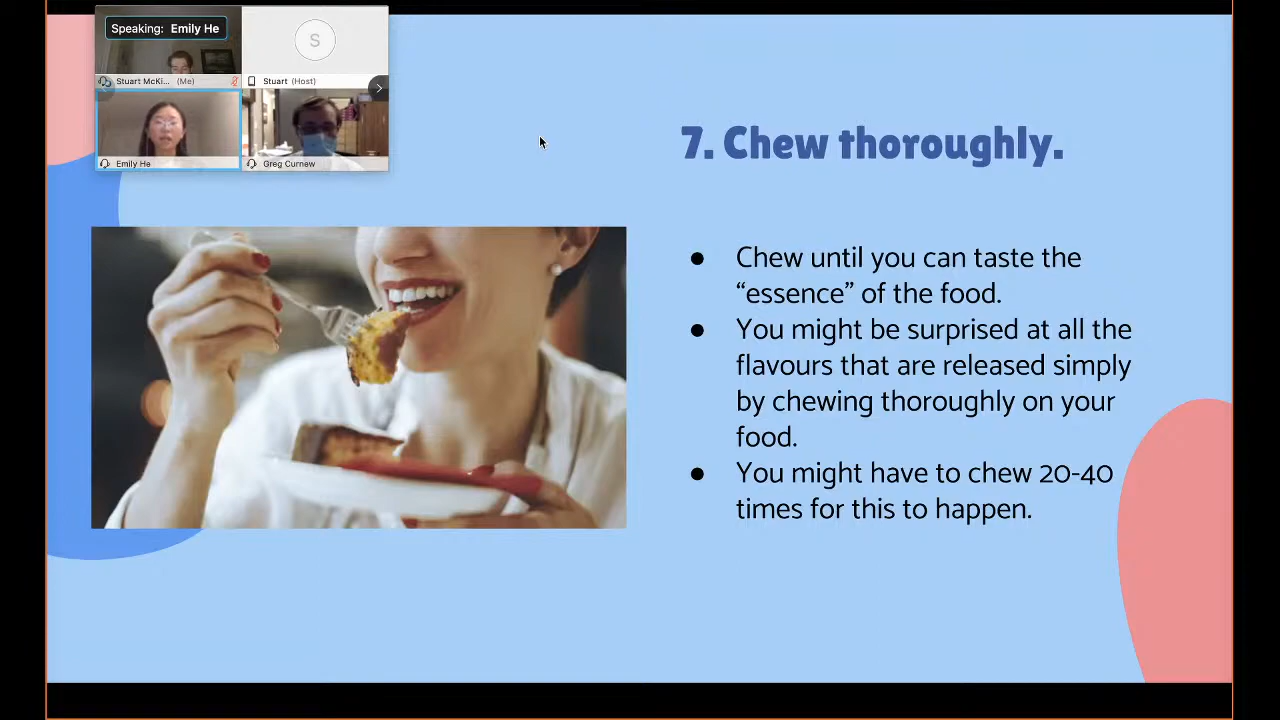 Speaking: Emily He
S
Stuart McKi... (Me)
Stuart (Host)
Emily He
Greg Curnew
7. Chew thoroughly.
● Chew until you can taste the
“essence” of the food.
● You might be surprised at all the
flavours that are released simply
by chewing thoroughly on your
food.
● You might have to chew 20-40
times for this to happen.